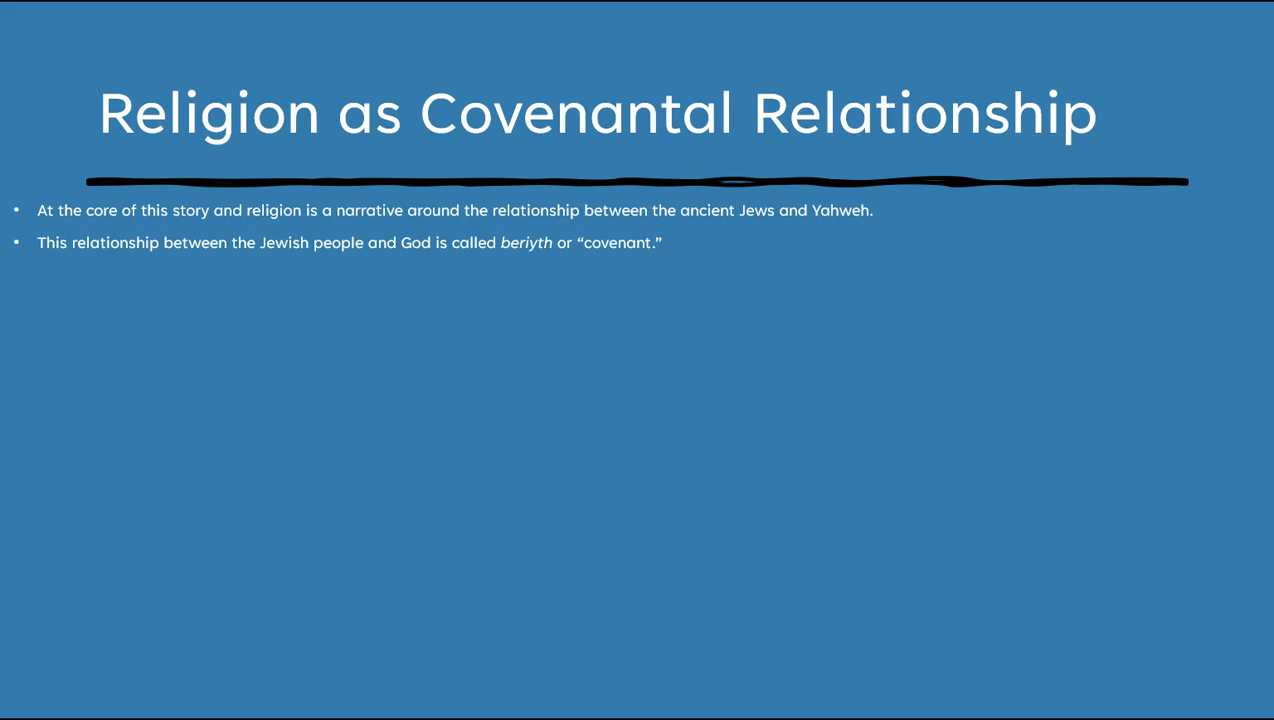 Religion as Covenantal Relationship
• At the core of this story and religion is a narrative around the relationship between the ancient Jews and Yahweh.
• This relationship between the Jewish people and God is called beriyth or “covenant.”